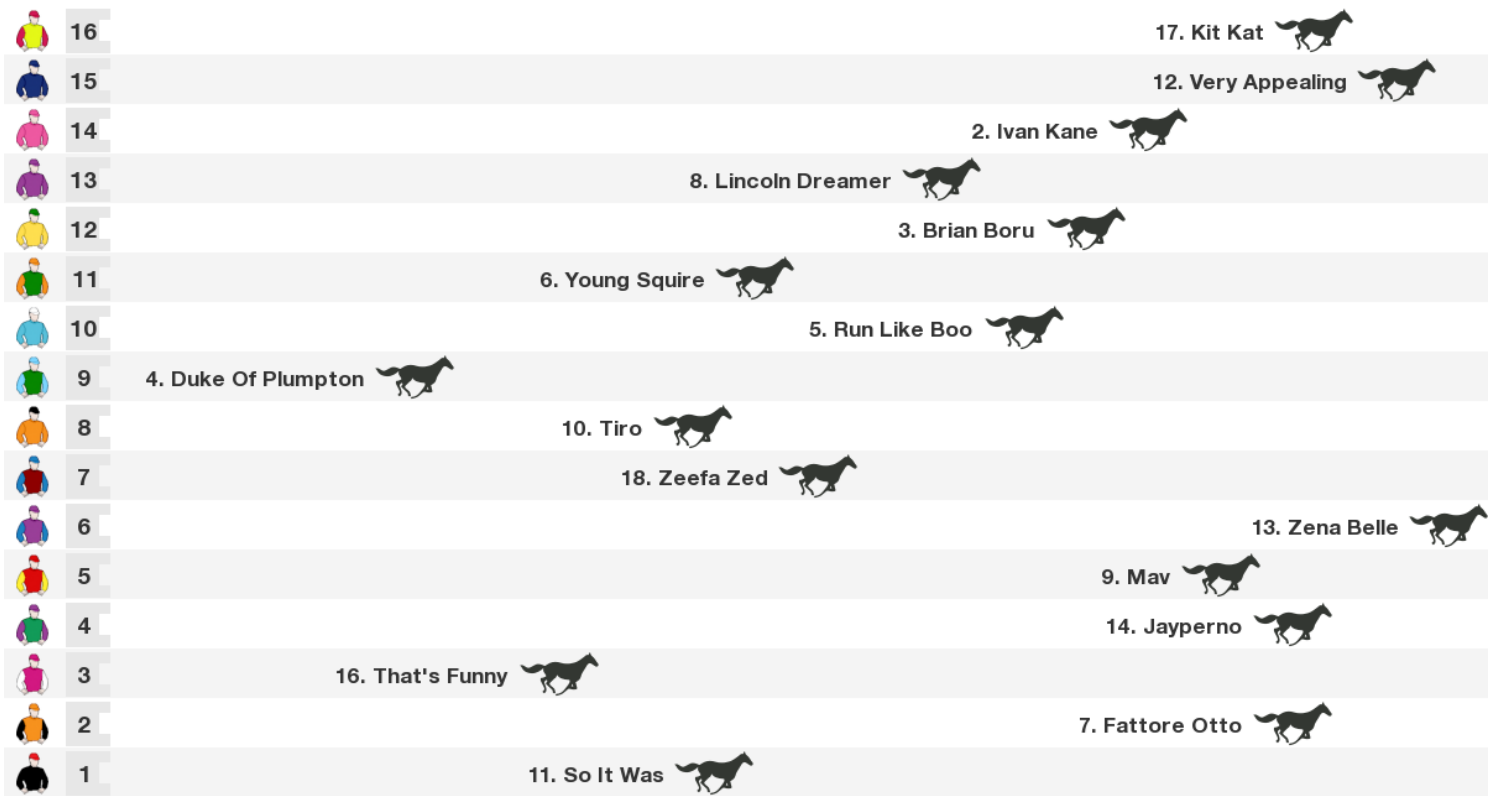 16 17. Kit Kat
15 12. Very Appealing
14 2. Ivan Kane
13 8. Lincoln Dreamer
12 3. Brian Boru
11 6. Young Squire
10 5. Run Like Boo
9 4. Duke Of Plumpton
8 10. Tiro
7 18. Zeefa Zed
6 13. Zena Belle
5 9. Mav
4 14. Jayperno
3 16. That's Funny
2 7. Fattore Otto
1 11. So It Was